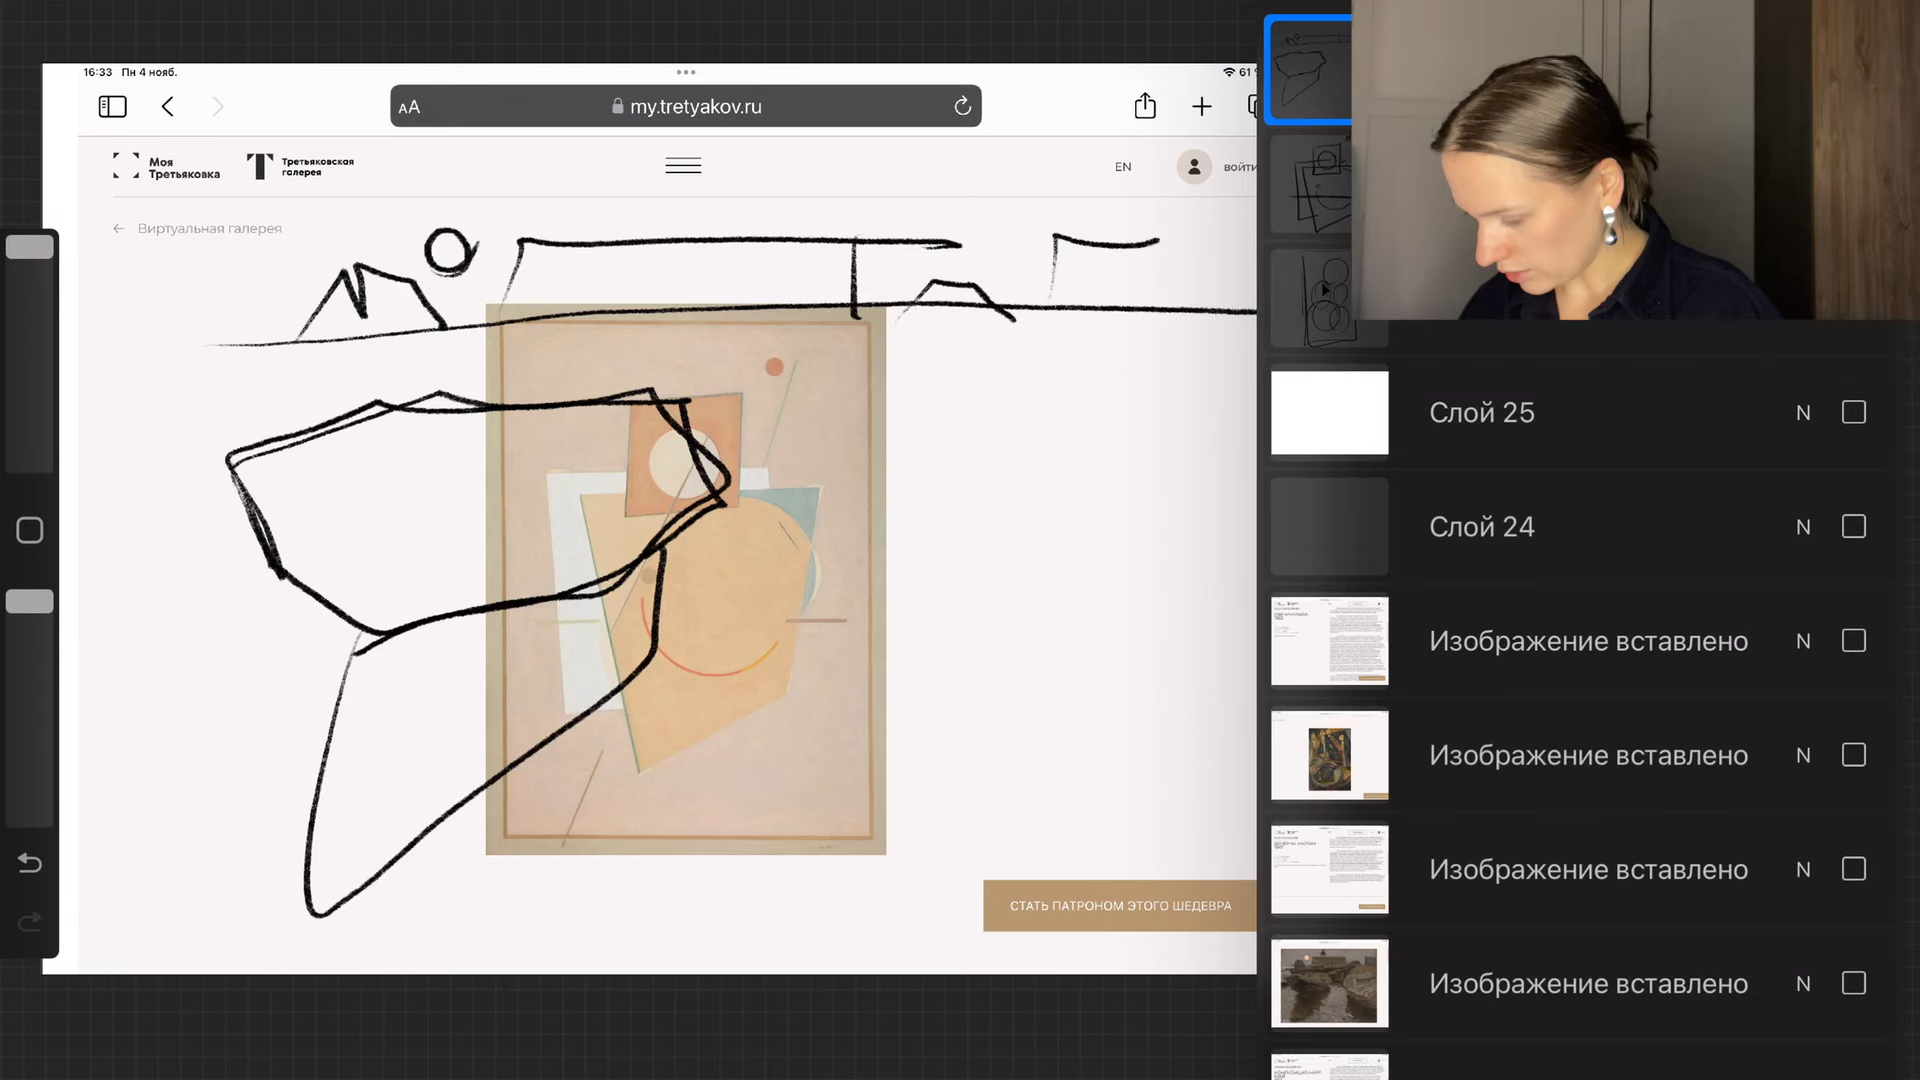 16:33 Пн 4 нояб.
61
AA
my.tretyakov.ru
Моя
Третьяковка
Третьяковская
галерея
EN
войти
← Виртуальная галерея
СТАТЬ ПАТРОНОМ ЭТОГО ШЕДЕВРА
Слой 25 N
Слой 24 N
Изображение вставлено N
Изображение вставлено N
Изображение вставлено N
Изображение вставлено N